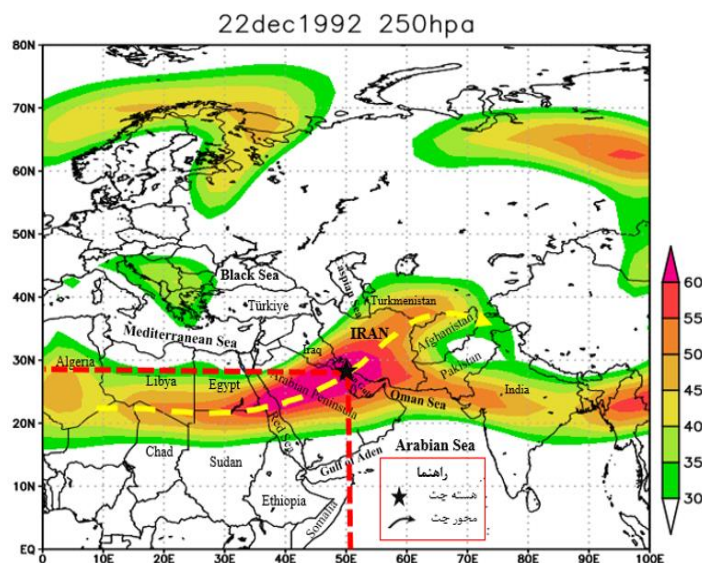 22dec1992 250hpa
80N
70N
60N
50N
40N
30N
20N
10N
EQ
Black Sea
Caspian Sea
Türkiye
Turkmenistan
Mediterranean Sea
IRAN
Afghanistan
Iraq
Algeria
Pakistan
Libya
Egypt
Arabian Peninsula
India
Oman Sea
Red Sea
Arabian Sea
Chad
Sudan
Gulf of Aden
Ethiopia
Somalia
راهنما
هسته جت
محور جت
0
10E
20E
30E
40E
50E
60E
70E
80E
90E
100E
60
55
50
45
40
35
30